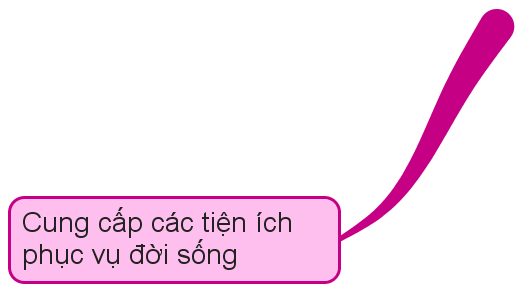 Cung cấp các tiện ích
phục vụ đời sống